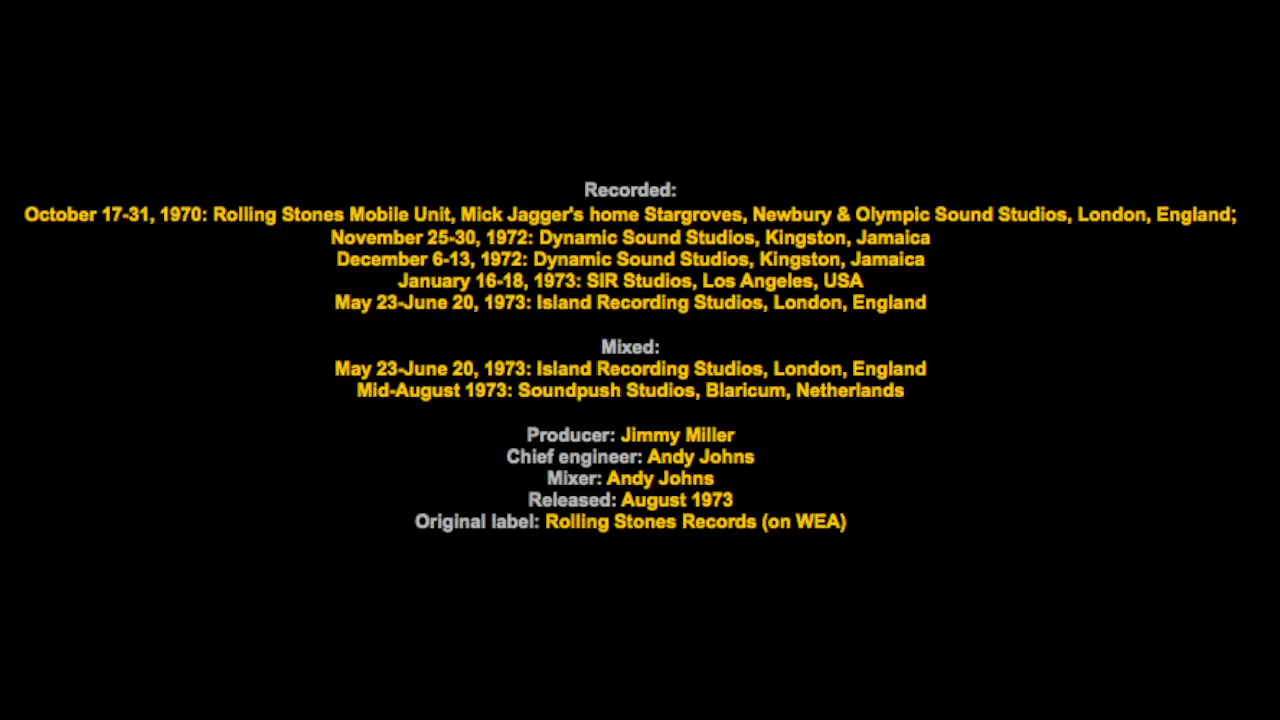 Recorded:
October 17-31, 1970: Rolling Stones Mobile Unit, Mick Jagger's home Stargroves, Newbury & Olympic Sound Studios, London, England;
November 25-30, 1972: Dynamic Sound Studios, Kingston, Jamaica
December 6-13, 1972: Dynamic Sound Studios, Kingston, Jamaica
January 16-18, 1973: SIR Studios, Los Angeles, USA
May 23-June 20, 1973: Island Recording Studios, London, England
Mixed:
May 23-June 20, 1973: Island Recording Studios, London, England
Mid-August 1973: Soundpush Studios, Blaricum, Netherlands
Producer: Jimmy Miller
Chief engineer: Andy Johns
Mixer: Andy Johns
Released: August 1973
Original label: Rolling Stones Records (on WEA)